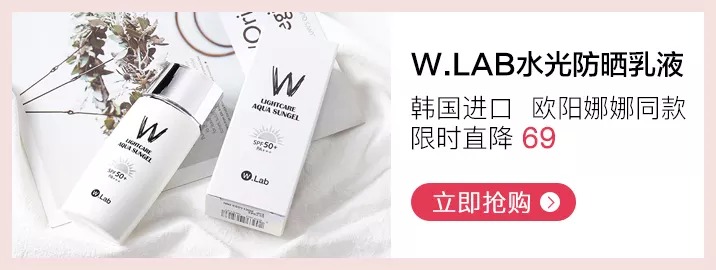 W.LAB水光防晒乳液
韩国进口 欧阳娜娜同款
限时直降 69
立即抢购
W
LIGHTCARE
AQUA SUNGEL
SPF 50+
PA+++
W.Lab
W
LIGHTCARE
AQUA SUNGEL
SPF 50+
PA+++
W.Lab